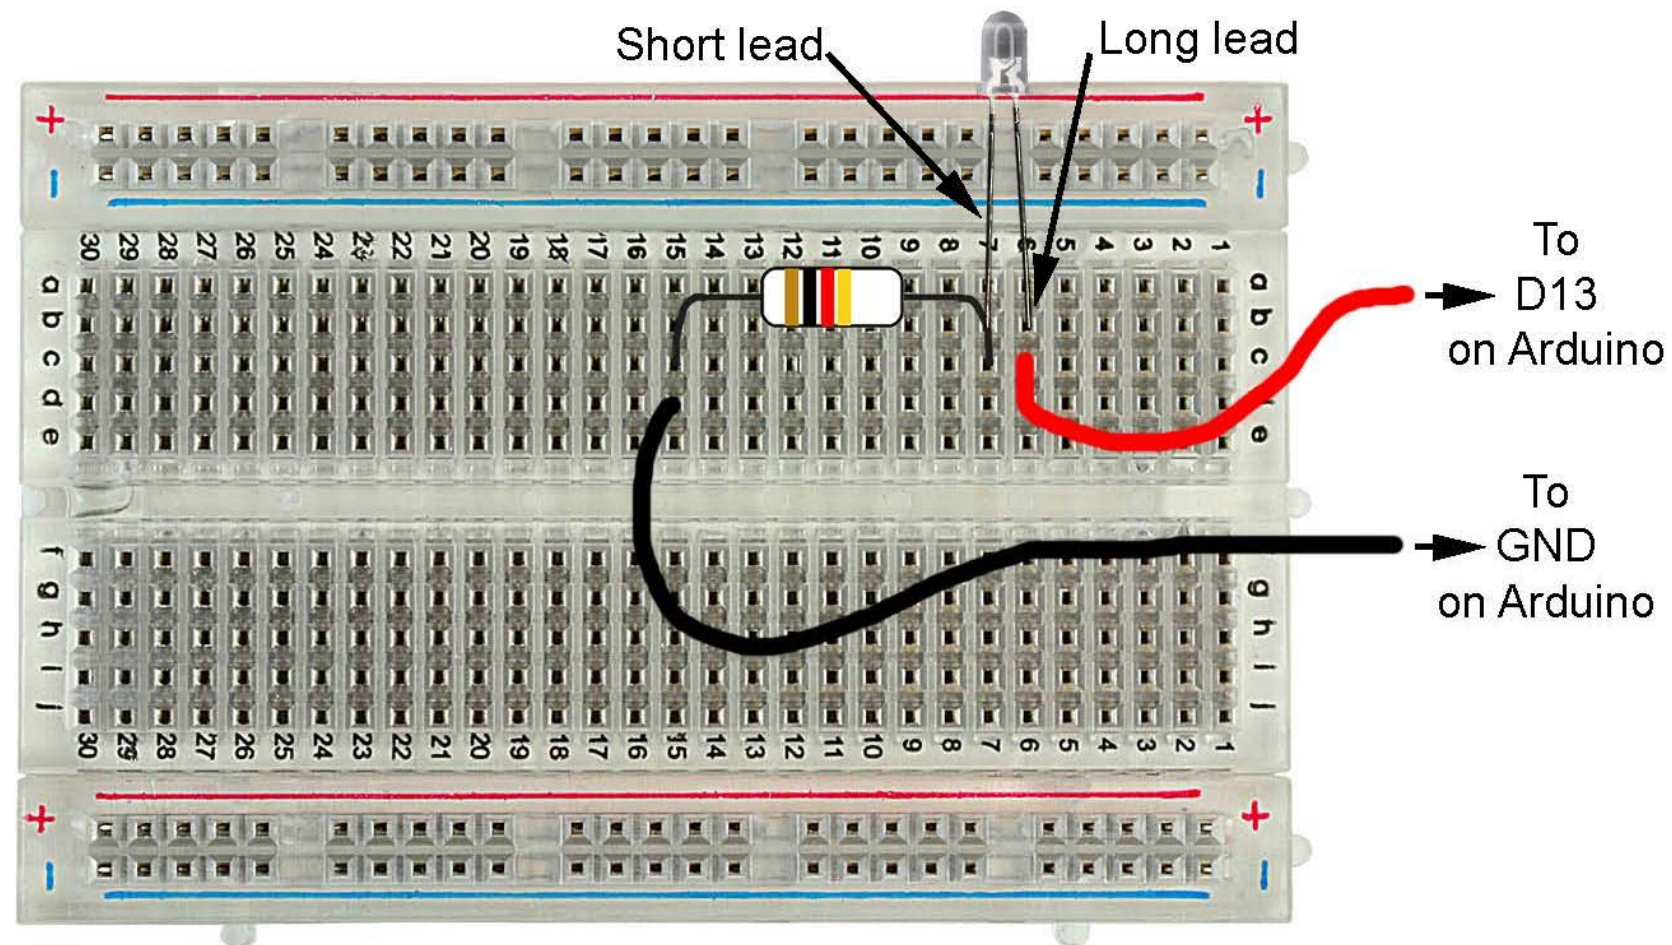 Short lead
Long lead
+ +
− −
30 29 28 27 26 25 24 23 22 21 20 19 18 17 16 15 14 13 12 11 10 9 8 7 6 5 4 3 2 1
a a
b b
c c
d
e e
To
D13
on Arduino
To
GND
on Arduino
f
g g
h h
i i
j j
30 29 28 27 26 25 24 23 22 21 20 19 18 17 16 15 14 13 12 11 10 9 8 7 6 5 4 3 2 1
+ +
− −